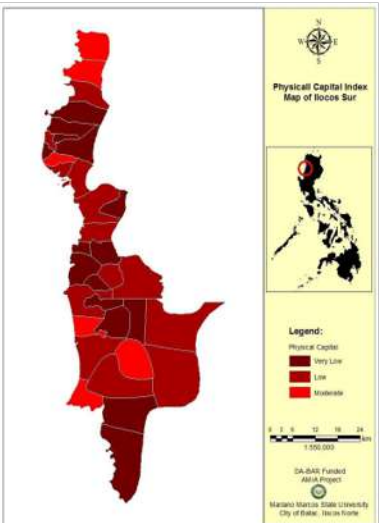 N
W E
S
Physicall Capital Index
Map of Ilocos Sur
Legend:
Physical Capital
Very Low
Low
Moderate
0 3 6 12 18 24
km
1:550,000
DA-BAR Funded
AMIA Project
Mariano Marcos State University
City of Batac, Ilocos Norte